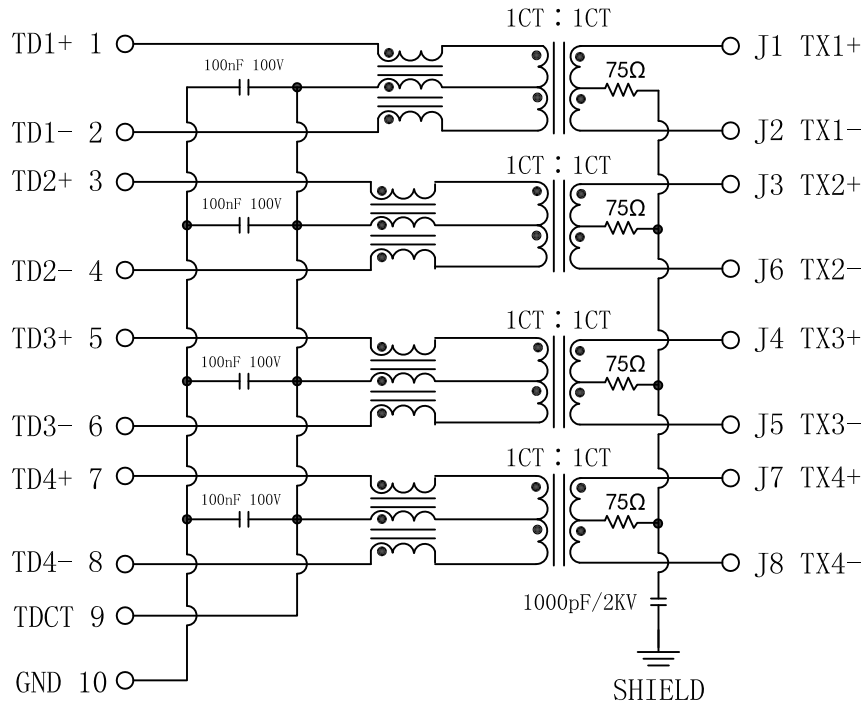 1CT : 1CT
TD1+ 1
J1 TX1+
100nF 100V
75Ω
TD1- 2
J2 TX1-
1CT : 1CT
TD2+ 3
J3 TX2+
100nF 100V
75Ω
TD2- 4
J6 TX2-
1CT : 1CT
TD3+ 5
J4 TX3+
100nF 100V
75Ω
TD3- 6
J5 TX3-
1CT : 1CT
TD4+ 7
J7 TX4+
100nF 100V
75Ω
TD4- 8
J8 TX4-
1000pF/2KV
TDCT 9
GND 10
SHIELD